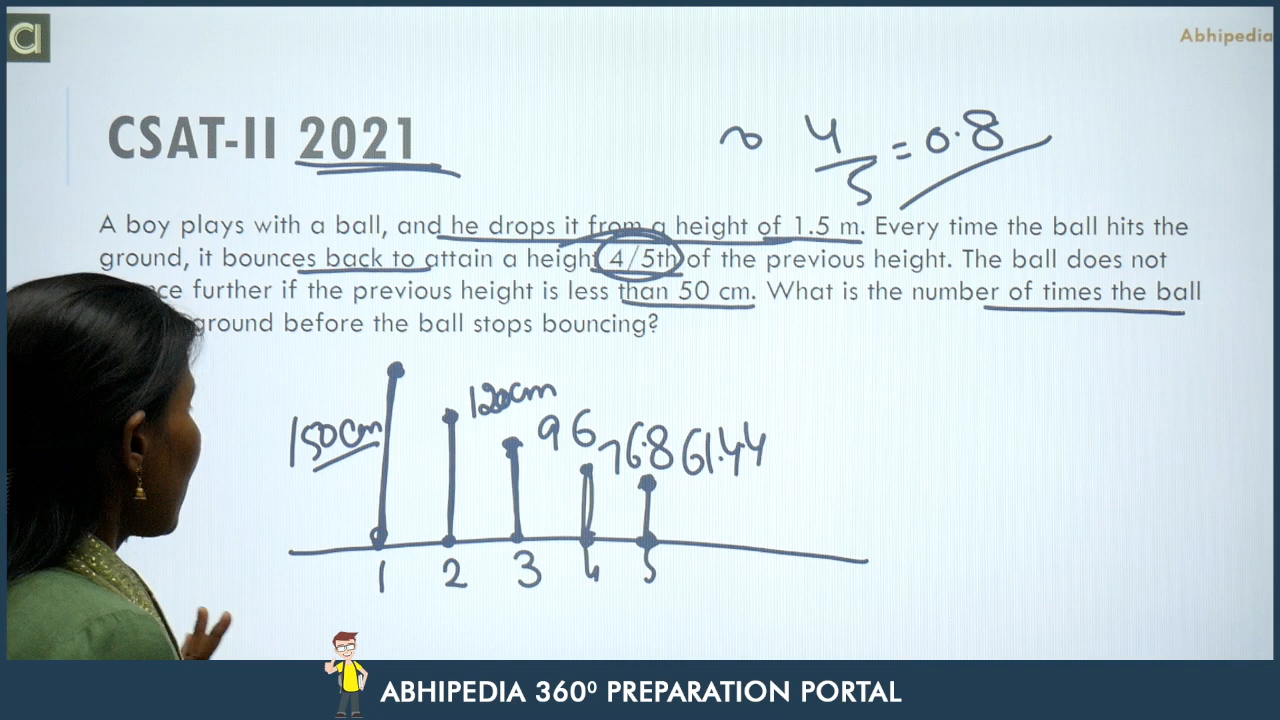 Abhipedia
CSAT-II 2021
4/5 = 0.8
A boy plays with a ball, and he drops it from a height of 1.5 m. Every time the ball hits the
ground, it bounces back to attain a height 4/5th of the previous height. The ball does not
further if the previous height is less than 50 cm. What is the number of times the ball
ground before the ball stops bouncing?
150cm
120cm
96
76.8
61.44
1 2 3 4 5
ABHIPEDIA 360⁰ PREPARATION PORTAL